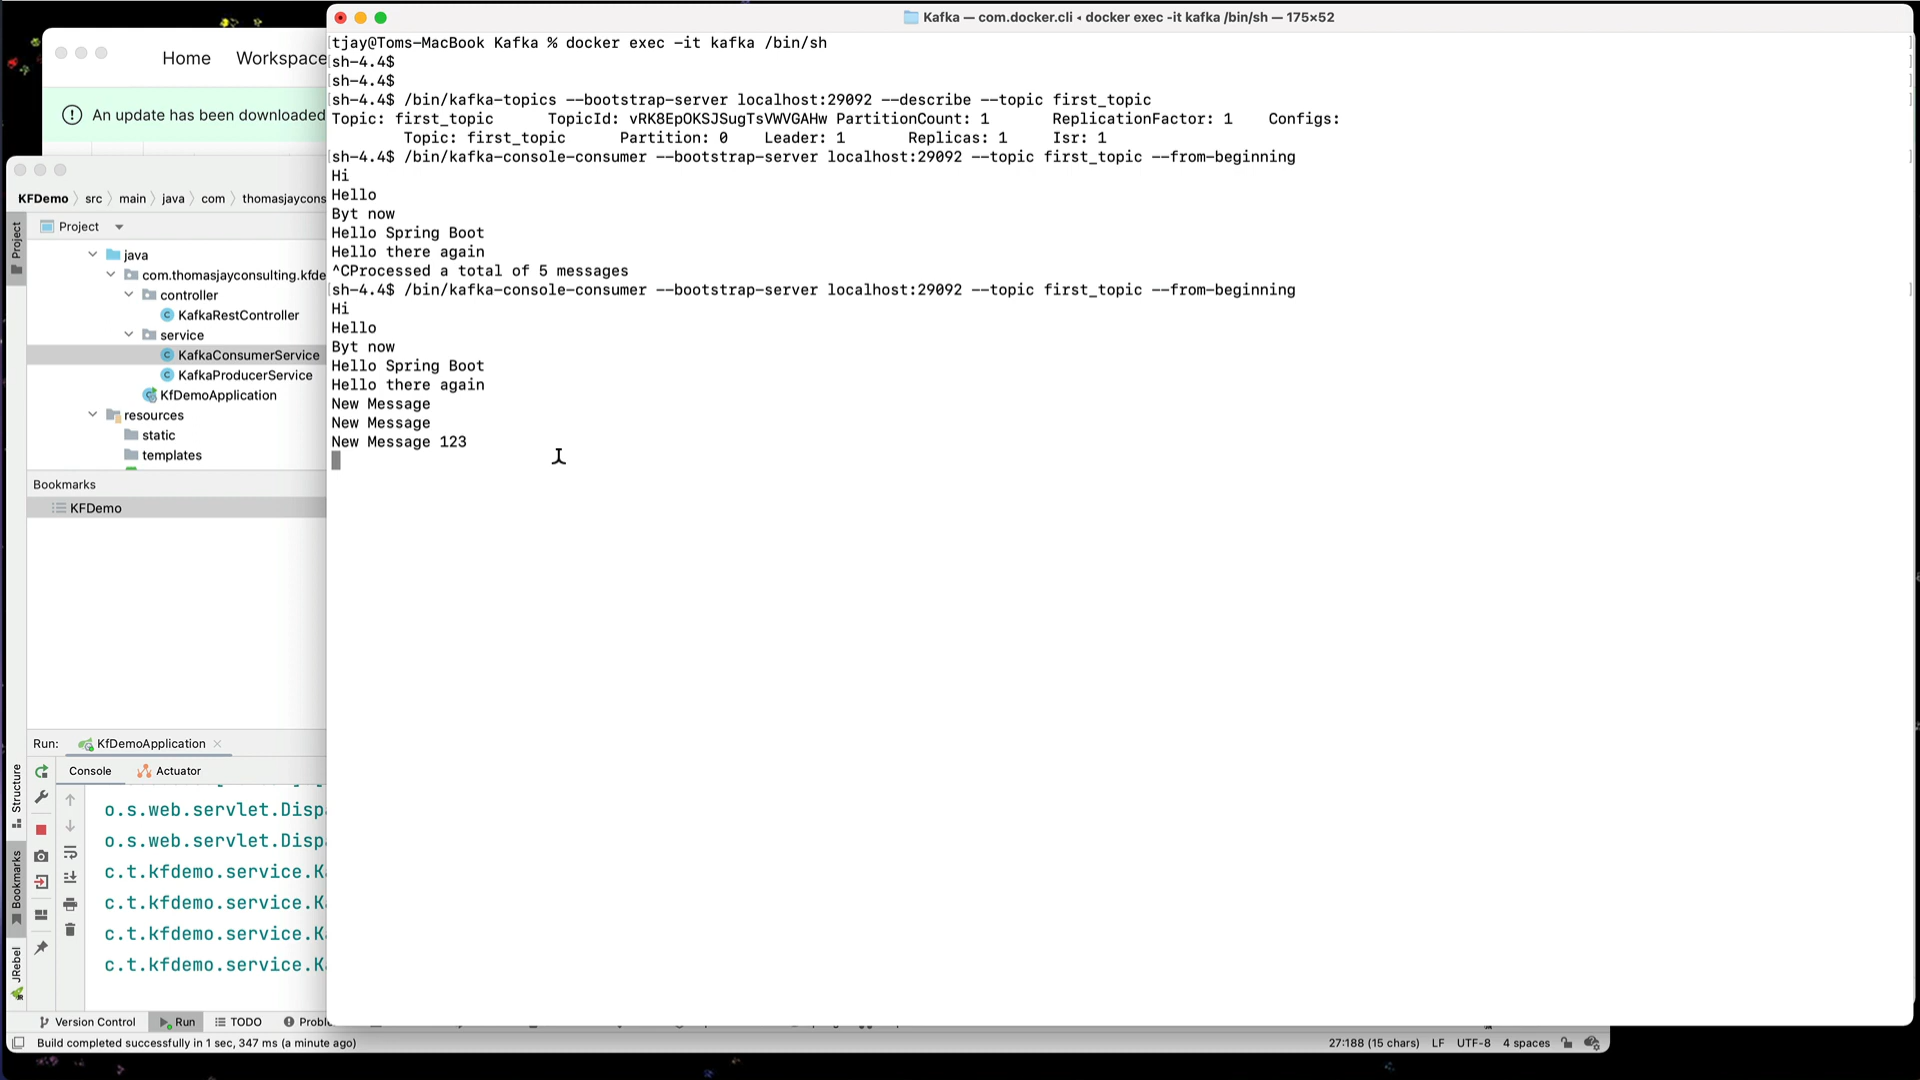 Kafka — com.docker.cli ◂ docker exec -it kafka /bin/sh — 175×52
Home Workspace
An update has been downloaded
tjay@Toms-MacBook Kafka % docker exec -it kafka /bin/sh
sh-4.4$
sh-4.4$
sh-4.4$ /bin/kafka-topics --bootstrap-server localhost:29092 --describe --topic first_topic
Topic: first_topic TopicId: vRK8EpOKSJSugTsVWVGAHw PartitionCount: 1 ReplicationFactor: 1 Configs:
Topic: first_topic Partition: 0 Leader: 1 Replicas: 1 Isr: 1
sh-4.4$ /bin/kafka-console-consumer --bootstrap-server localhost:29092 --topic first_topic --from-beginning
Hi
Hello
Byt now
Hello Spring Boot
Hello there again
^CProcessed a total of 5 messages
sh-4.4$ /bin/kafka-console-consumer --bootstrap-server localhost:29092 --topic first_topic --from-beginning
Hi
Hello
Byt now
Hello Spring Boot
Hello there again
New Message
New Message
New Message 123
KFDemo src main java com thomasjaycons
Project
Project
java
com.thomasjayconsulting.kfde
controller
KafkaRestController
service
KafkaConsumerService
KafkaProducerService
KfDemoApplication
resources
static
templates
Bookmarks
KFDemo
Run: KfDemoApplication
Console Actuator
Structure
Bookmarks
JRebel
o.s.web.servlet.Disp
o.s.web.servlet.Disp
c.t.kfdemo.service.K
c.t.kfdemo.service.K
c.t.kfdemo.service.K
c.t.kfdemo.service.K
Version Control Run TODO Proble
Build completed successfully in 1 sec, 347 ms (a minute ago) 27:188 (15 chars) LF UTF-8 4 spaces